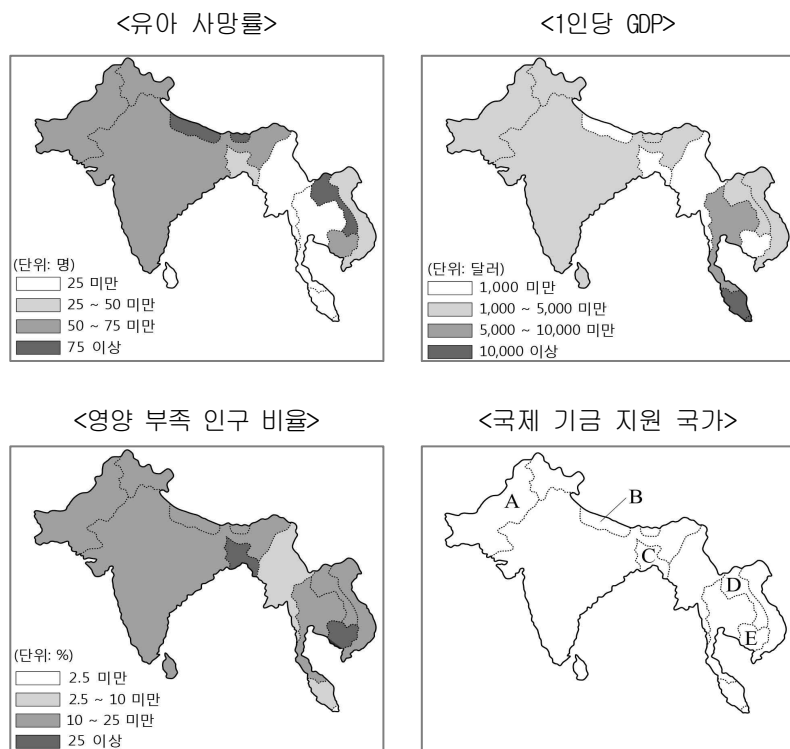 <유아 사망률>
(단위: 명)
25 미만
25 ~ 50 미만
50 ~ 75 미만
75 이상
<1인당 GDP>
(단위: 달러)
1,000 미만
1,000 ~ 5,000 미만
5,000 ~ 10,000 미만
10,000 이상
<영양 부족 인구 비율>
(단위: %)
2.5 미만
2.5 ~ 10 미만
10 ~ 25 미만
25 이상
<국제 기금 지원 국가>
A
B
C
D
E